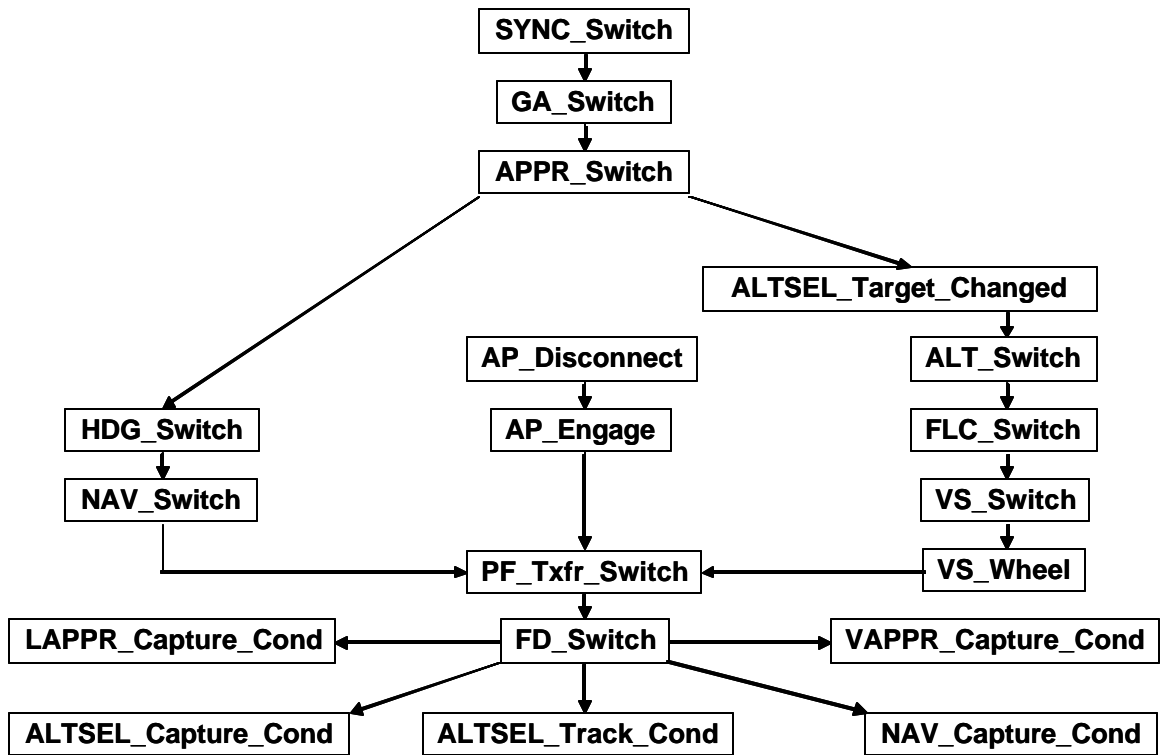 SYNC_Switch
GA_Switch
APPR_Switch
ALTSEL_Target_Changed
AP_Disconnect
ALT_Switch
HDG_Switch
AP_Engage
FLC_Switch
NAV_Switch
VS_Switch
PF_Txfr_Switch
VS_Wheel
LAPPR_Capture_Cond
FD_Switch
VAPPR_Capture_Cond
ALTSEL_Capture_Cond
ALTSEL_Track_Cond
NAV_Capture_Cond